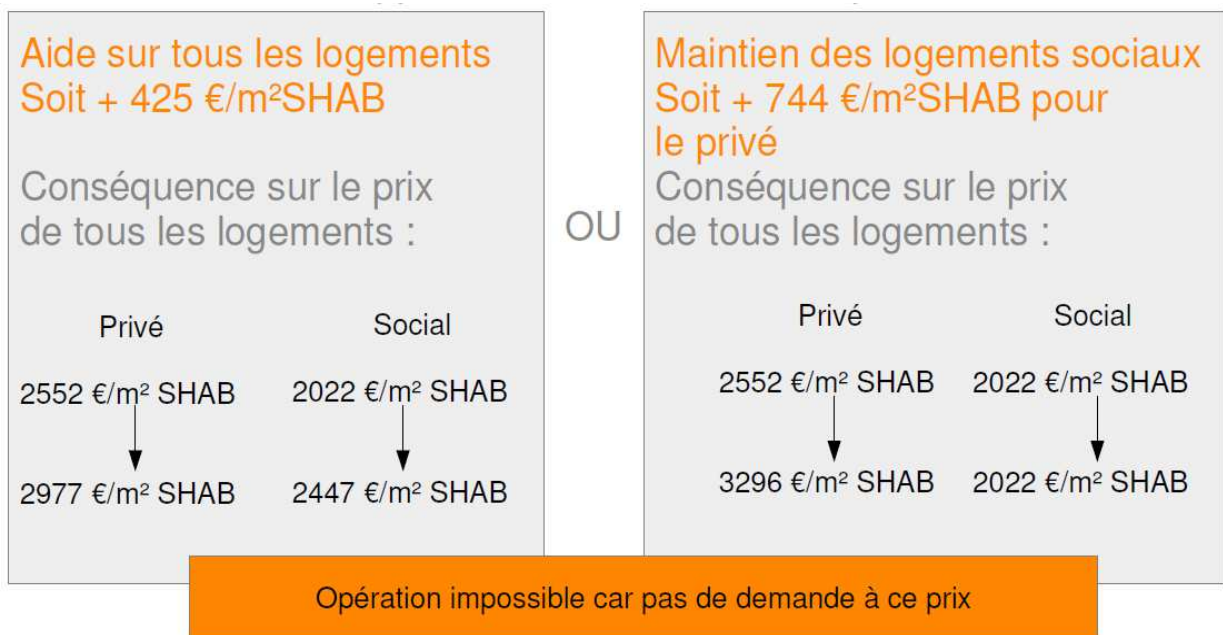 Aide sur tous les logements
Soit + 425 €/m²SHAB
Conséquence sur le prix
de tous les logements :
Privé Social
2552 €/m² SHAB 2022 €/m² SHAB
2977 €/m² SHAB 2447 €/m² SHAB
OU
Maintien des logements sociaux
Soit + 744 €/m²SHAB pour
le privé
Conséquence sur le prix
de tous les logements :
Privé Social
2552 €/m² SHAB 2022 €/m² SHAB
3296 €/m² SHAB 2022 €/m² SHAB
Opération impossible car pas de demande à ce prix